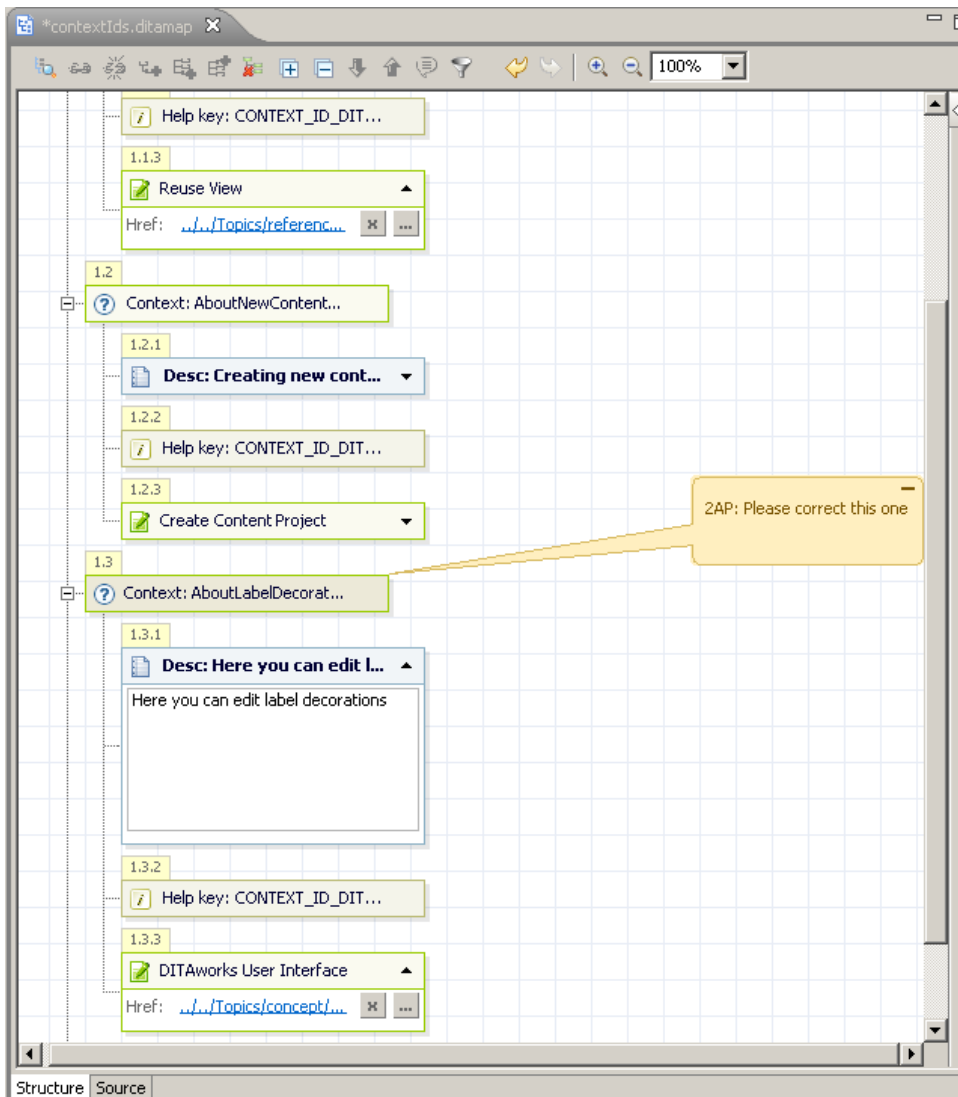 *contextIds.ditamap
100%
Help key: CONTEXT_ID_DIT...
1.1.3
Reuse View
Href: ../../Topics/referenc... ...
1.2
Context: AboutNewContent...
1.2.1
Desc: Creating new cont...
1.2.2
Help key: CONTEXT_ID_DIT...
1.2.3
Create Content Project
2AP: Please correct this one
1.3
Context: AboutLabelDecorat...
1.3.1
Desc: Here you can edit l...
Here you can edit label decorations
1.3.2
Help key: CONTEXT_ID_DIT...
1.3.3
DITAworks User Interface
Href: ../../Topics/concept/... ...
Structure Source